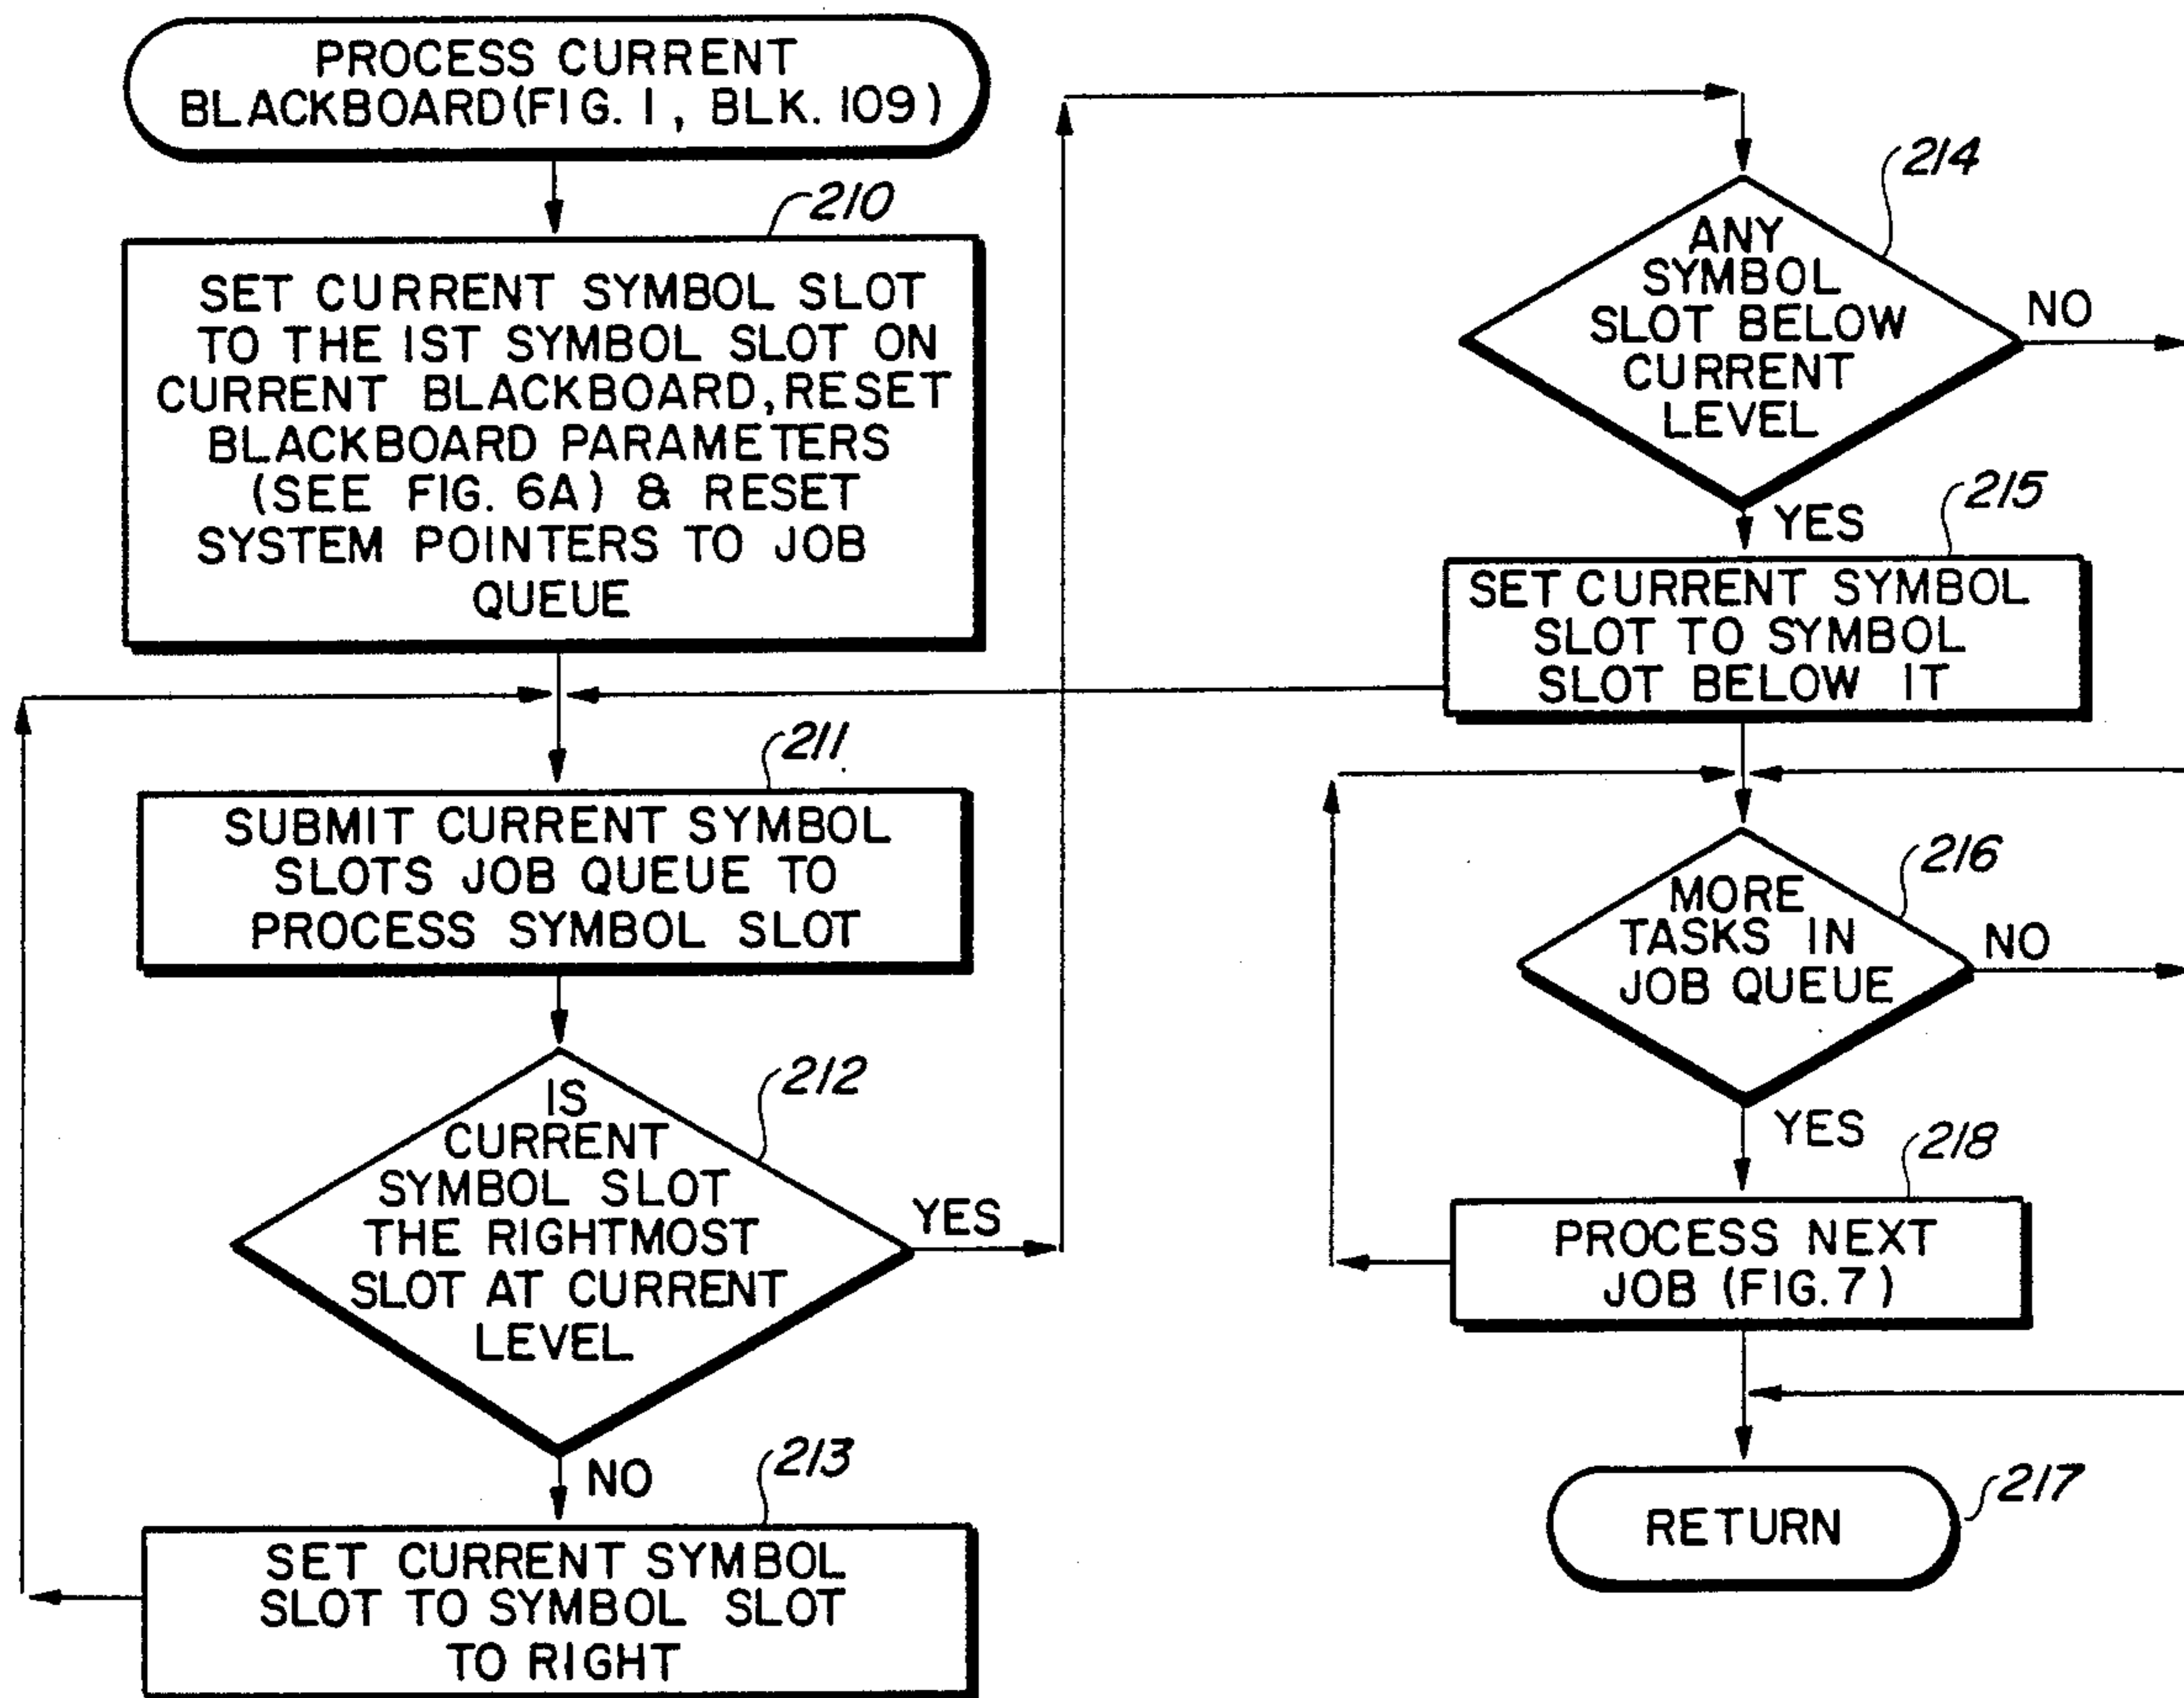 PROCESS CURRENT
BLACKBOARD(FIG. 1, BLK. 109)
210
SET CURRENT SYMBOL SLOT
TO THE 1ST SYMBOL SLOT ON
CURRENT BLACKBOARD, RESET
BLACKBOARD PARAMETERS
(SEE FIG. 6A) & RESET
SYSTEM POINTERS TO JOB
QUEUE
211
SUBMIT CURRENT SYMBOL
SLOTS JOB QUEUE TO
PROCESS SYMBOL SLOT
212
IS
CURRENT
SYMBOL SLOT
THE RIGHTMOST
SLOT AT CURRENT
LEVEL
YES
NO
213
SET CURRENT SYMBOL
SLOT TO SYMBOL SLOT
TO RIGHT
214
ANY
SYMBOL
SLOT BELOW
CURRENT
LEVEL
NO
YES
215
SET CURRENT SYMBOL
SLOT TO SYMBOL
SLOT BELOW IT
216
MORE
TASKS IN
JOB QUEUE
NO
YES
218
PROCESS NEXT
JOB (FIG. 7)
RETURN
217